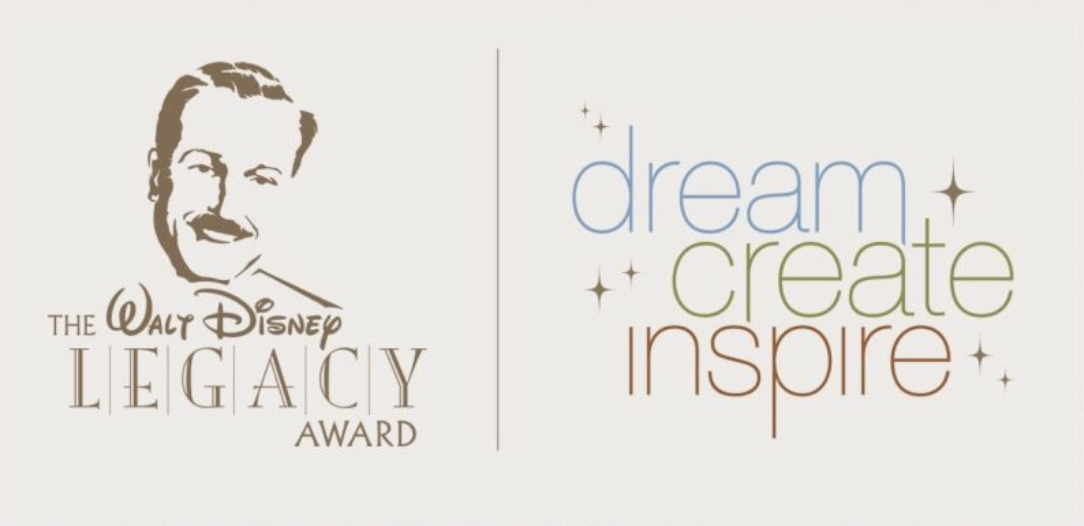 THE WALT DISNEY
LEGACY
AWARD
dream
create
inspire